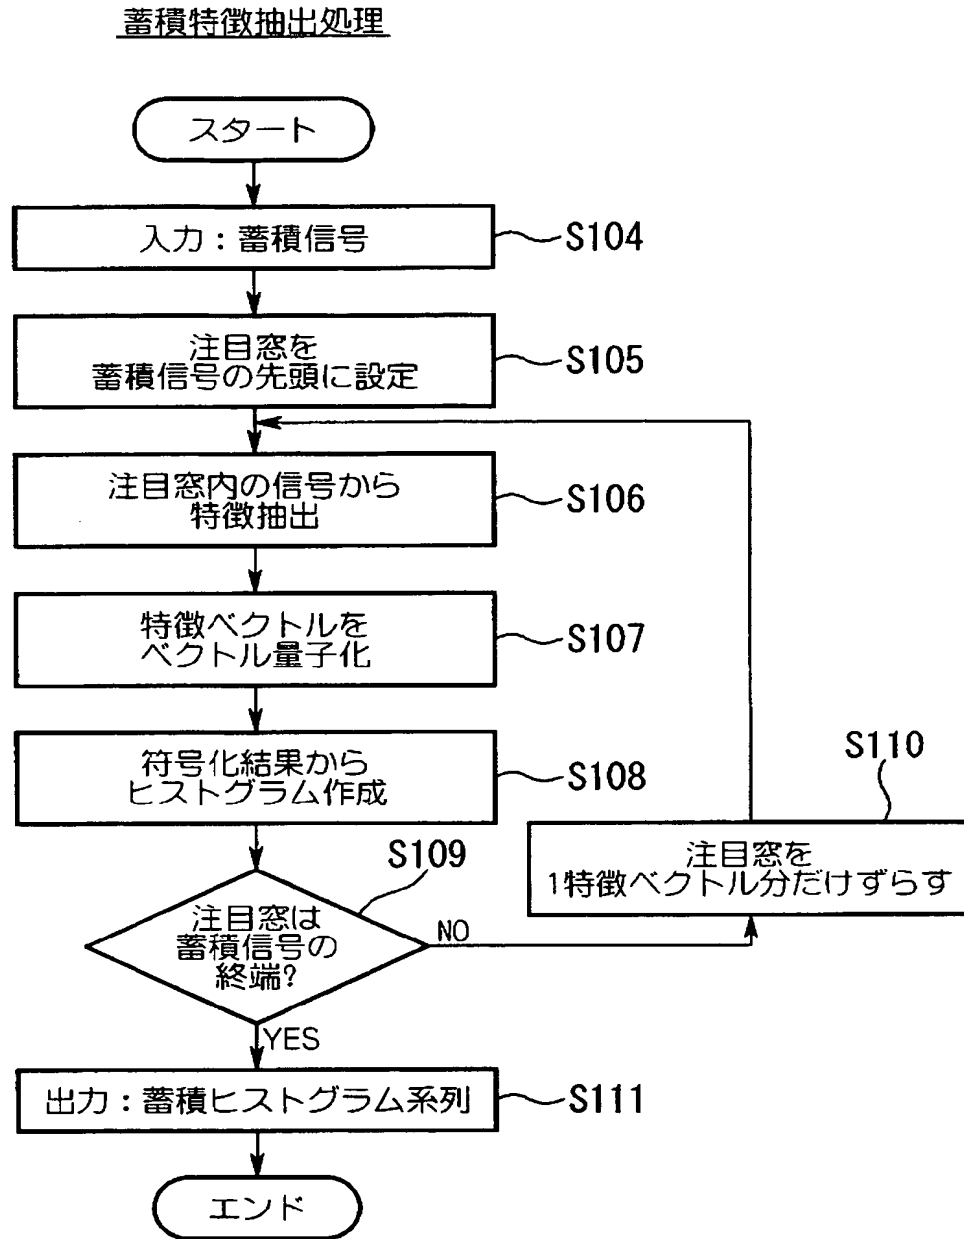 蓄積特徴抽出処理
スタート
入力：蓄積信号
S104
注目窓を
蓄積信号の先頭に設定
S105
注目窓内の信号から
特徴抽出
S106
特徴ベクトルを
ベクトル量子化
S107
符号化結果から
ヒストグラム作成
S108
S110
注目窓を
1特徴ベクトル分だけずらす
S109
注目窓は
蓄積信号の
終端?
NO
YES
出力：蓄積ヒストグラム系列
S111
エンド